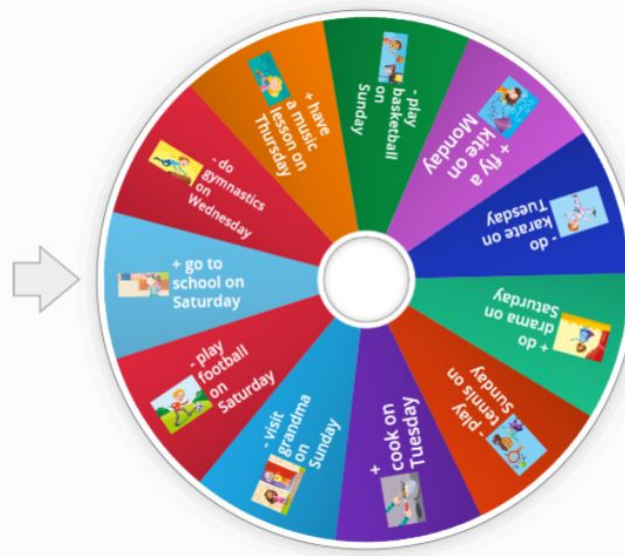 + go to
school on
Saturday
- do
gymnastics
on
Wednesday
+ have
a music
lesson on
Thursday
- play
basketball
on
Sunday
+ fly a
kite on
Monday
- do
karate on
Tuesday
+ do
drama on
Saturday
- play
tennis on
Sunday
+
cook on
Tuesday
- visit
grandma
on
Sunday
- play
football
on
Saturday